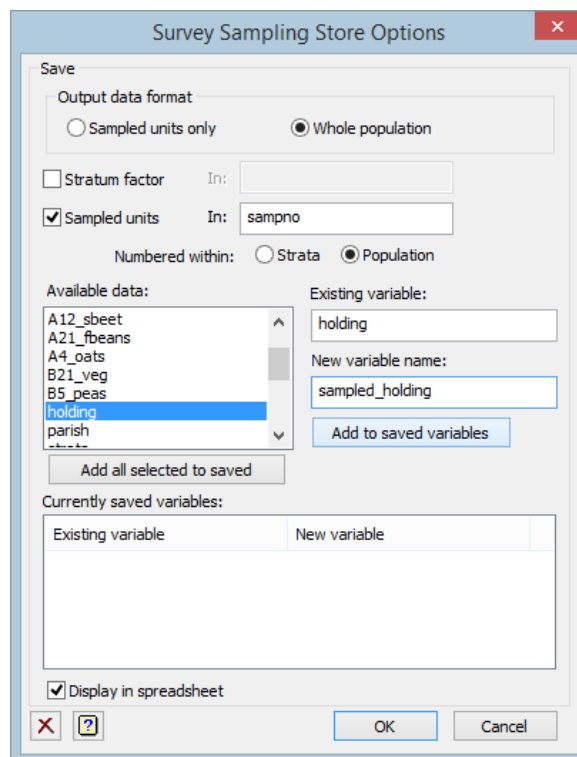 Survey Sampling Store Options
Save
Output data format
Sampled units only Whole population
Stratum factor In:
Sampled units In: sampno
Numbered within: Strata Population
Available data: Existing variable:
A12_sbeet
A21_fbeans
A4_oats
B21_veg
B5_peas
holding
parish
strata
holding
New variable name:
sampled_holding
Add to saved variables
Add all selected to saved
Currently saved variables:
Existing variable New variable
Display in spreadsheet
? OK Cancel